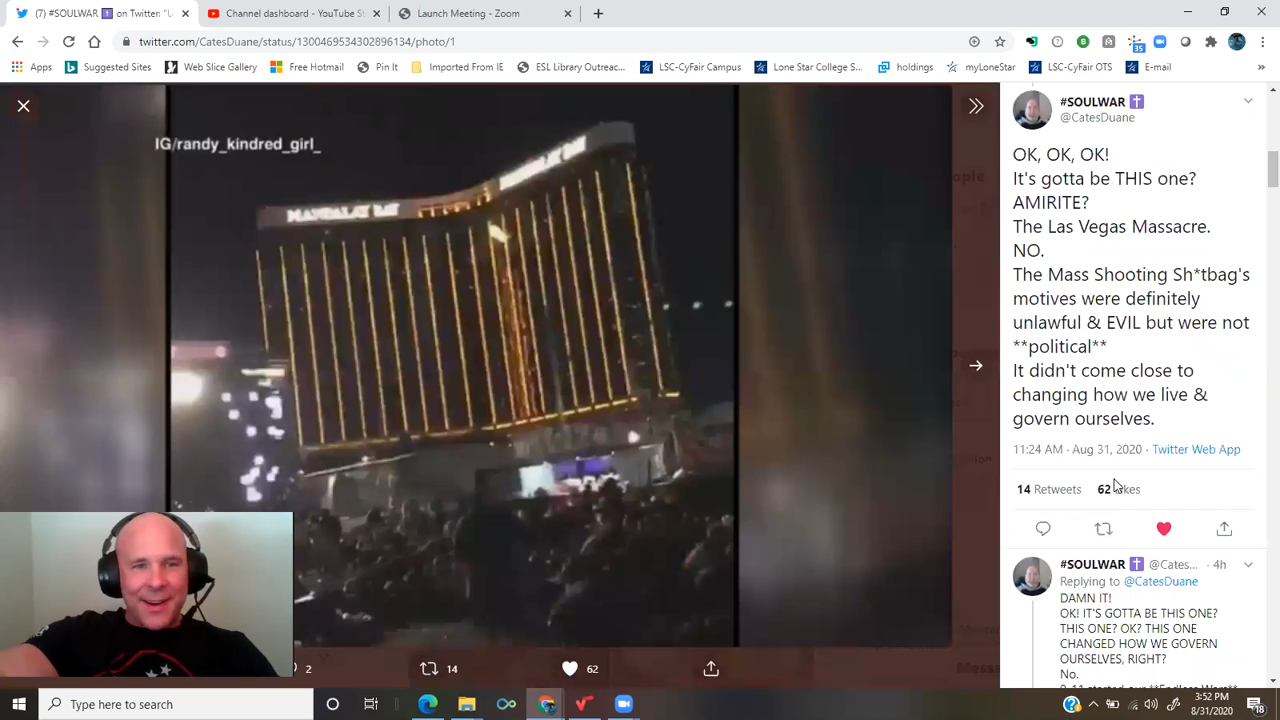 (7) #SOULWAR ✝ on Twitter: "
Channel dashboard - YouTube St
Launch Meeting - Zoom
twitter.com/CatesDuane/status/1300469534302896134/photo/1
Apps
Suggested Sites
Web Slice Gallery
Free Hotmail
Pin It
Imported From IE
ESL Library Outreac...
LSC-CyFair Campus
Lone Star College S...
holdings
myLoneStar
LSC-CyFair OTS
E-mail
35
IG/randy_kindred_girl_
MANDALAY BAY
MANDALAY BAY
#SOULWAR ✝
@CatesDuane
OK, OK, OK!
It's gotta be THIS one?
AMIRITE?
The Las Vegas Massacre.
NO.
The Mass Shooting Sh*tbag's
motives were definitely
unlawful & EVIL but were not
**political**
It didn't come close to
changing how we live &
govern ourselves.
11:24 AM · Aug 31, 2020 · Twitter Web App
14 Retweets 62
#SOULWAR ✝ @Cates... · 4h
Replying to @CatesDuane
DAMN IT!
OK! IT'S GOTTA BE THIS ONE?
THIS ONE? OK? THIS ONE
CHANGED HOW WE GOVERN
OURSELVES, RIGHT?
No.
2
14
62
Type here to search
3:52 PM
8/31/2020
18